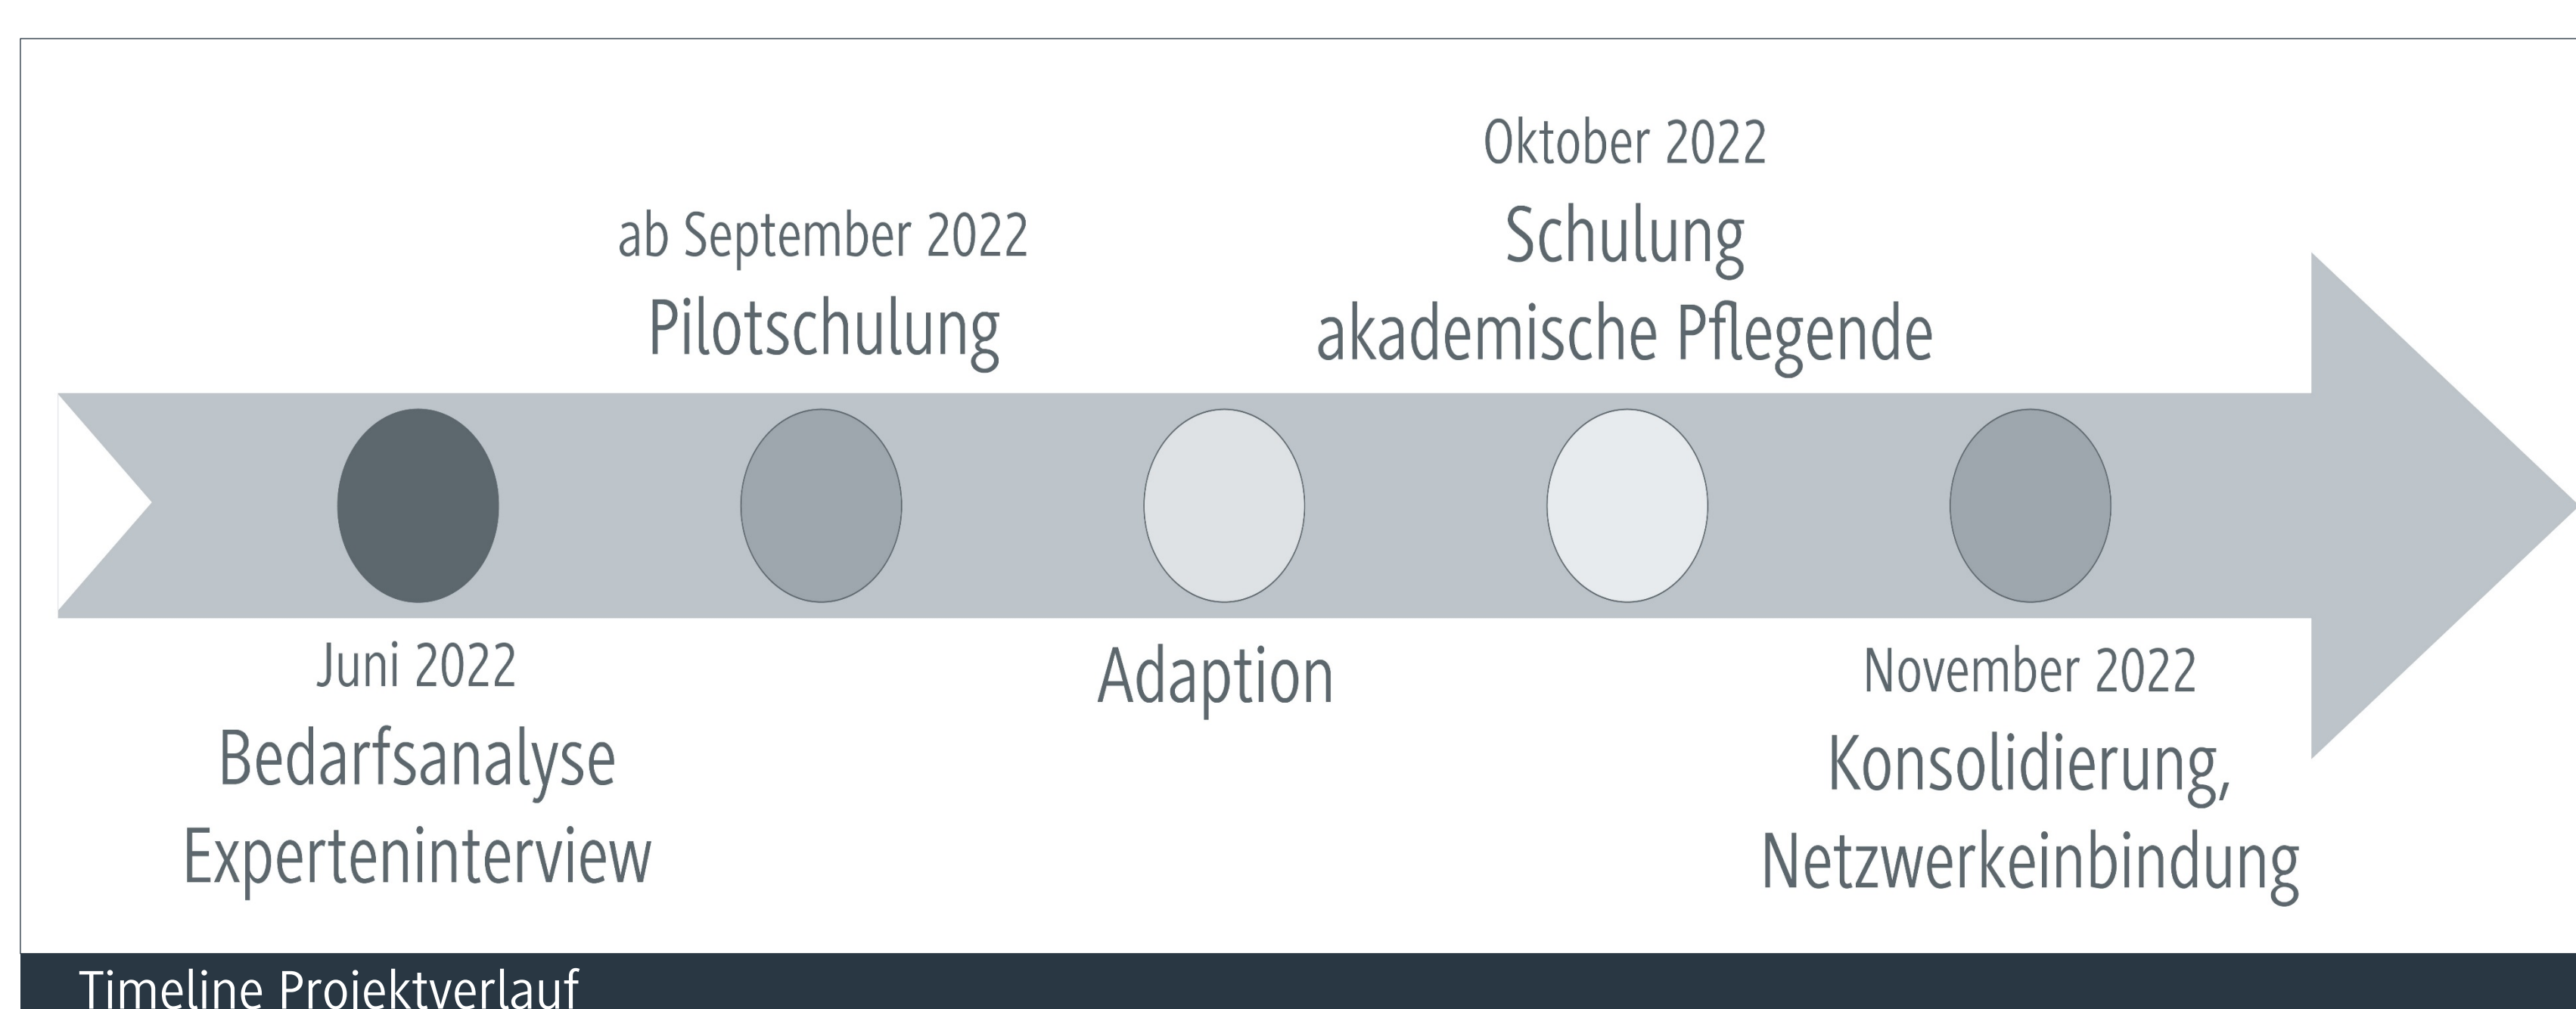 Juni 2022
Bedarfsanalyse
Experteninterview
ab September 2022
Pilotschulung
Adaption
Oktober 2022
Schulung
akademische Pflegende
November 2022
Konsolidierung,
Netzwerkeinbindung
Timeline Projektverlauf